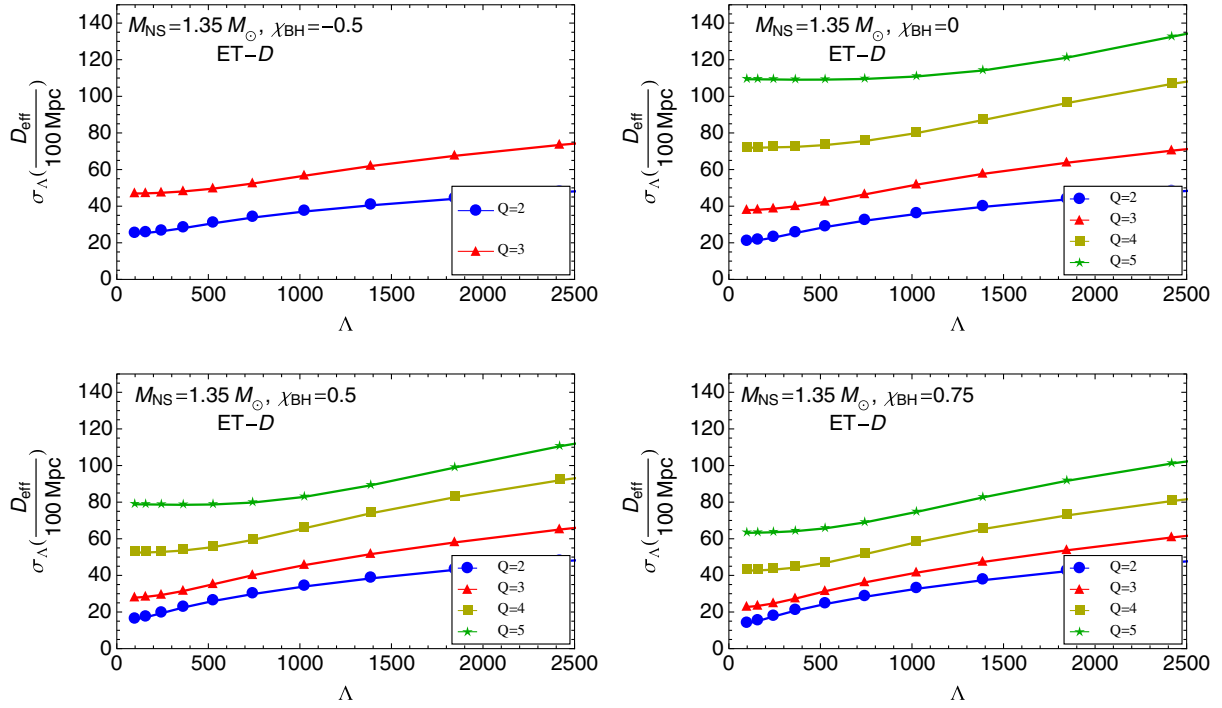 M_NS=1.35 M_⊙, χ_BH=−0.5
ET−D
σ_Λ(D_eff/100 Mpc)
140
120
100
80
60
40
20
0
Q=2
Q=3
0 500 1000 1500 2000 2500
Λ
M_NS=1.35 M_⊙, χ_BH=0
ET−D
σ_Λ(D_eff/100 Mpc)
140
120
100
80
60
40
20
0
Q=2
Q=3
Q=4
Q=5
0 500 1000 1500 2000 2500
Λ
M_NS=1.35 M_⊙, χ_BH=0.5
ET−D
σ_Λ(D_eff/100 Mpc)
140
120
100
80
60
40
20
0
Q=2
Q=3
Q=4
Q=5
0 500 1000 1500 2000 2500
Λ
M_NS=1.35 M_⊙, χ_BH=0.75
ET−D
σ_Λ(D_eff/100 Mpc)
140
120
100
80
60
40
20
0
Q=2
Q=3
Q=4
Q=5
0 500 1000 1500 2000 2500
Λ